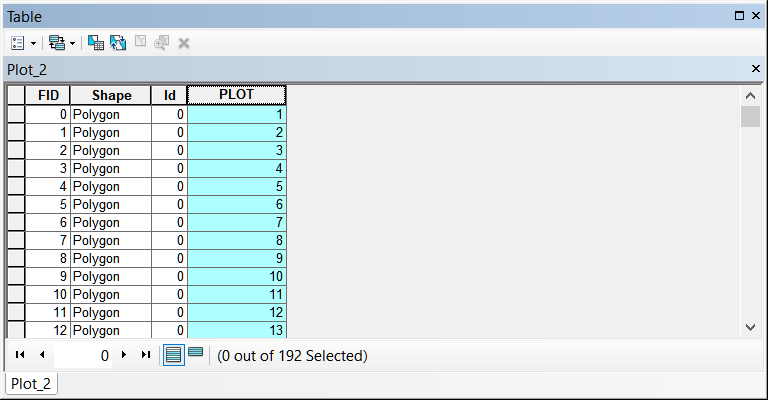 Table
Plot_2
FID Shape Id PLOT
0 Polygon 0 1
1 Polygon 0 2
2 Polygon 0 3
3 Polygon 0 4
4 Polygon 0 5
5 Polygon 0 6
6 Polygon 0 7
7 Polygon 0 8
8 Polygon 0 9
9 Polygon 0 10
10 Polygon 0 11
11 Polygon 0 12
12 Polygon 0 13
0 (0 out of 192 Selected)
Plot_2